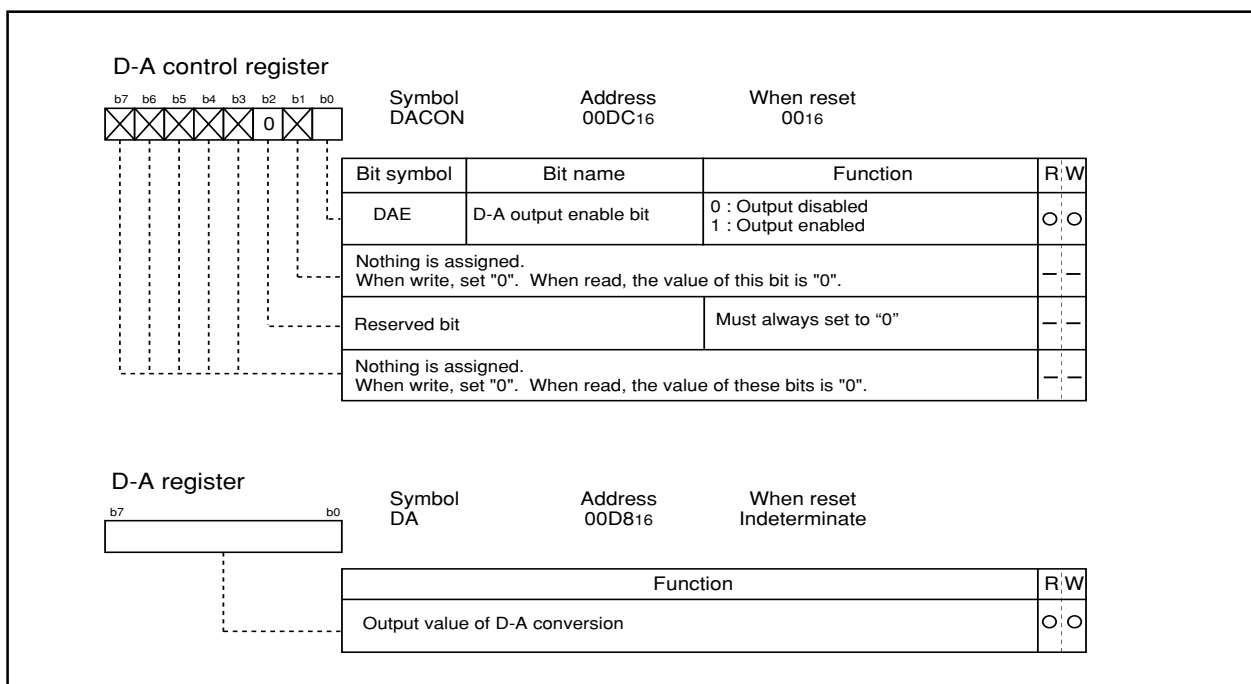 D-A control register
b7 b6 b5 b4 b3 b2 b1 b0
0
Symbol Address When reset
DACON 00DC16 0016
Bit symbol Bit name Function R W
DAE D-A output enable bit 0 : Output disabled
1 : Output enabled
Nothing is assigned.
When write, set "0". When read, the value of this bit is "0".
Reserved bit Must always set to “0”
Nothing is assigned.
When write, set "0". When read, the value of these bits is "0".
D-A register
b7 b0
Symbol Address When reset
DA 00D816 Indeterminate
Function R W
Output value of D-A conversion